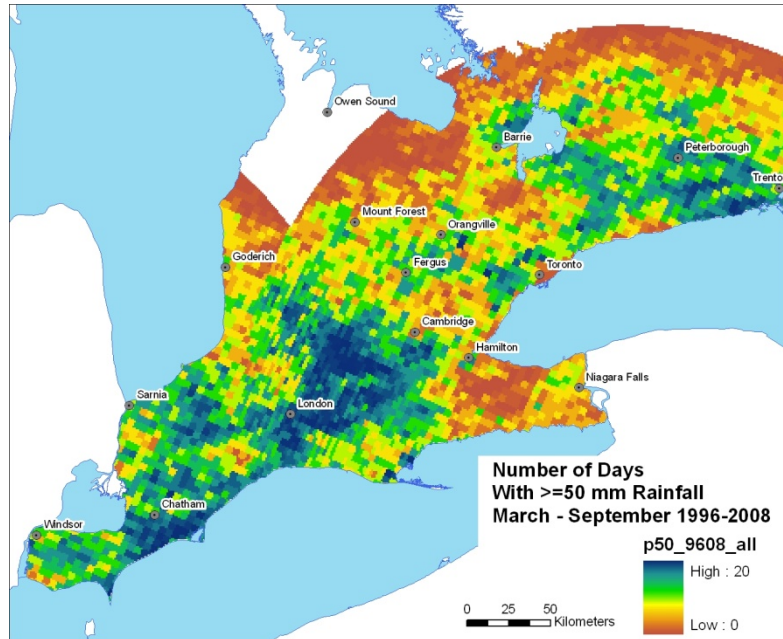 Owen Sound
Barrie
Peterborough
Trento
Mount Forest
Orangville
Goderich
Fergus
Toronto
Cambridge
Hamilton
Niagara Falls
Sarnia
London
Chatham
Windsor
Number of Days
With >=50 mm Rainfall
March - September 1996-2008
p50_9608_all
High : 20
Low : 0
0 25 50
Kilometers